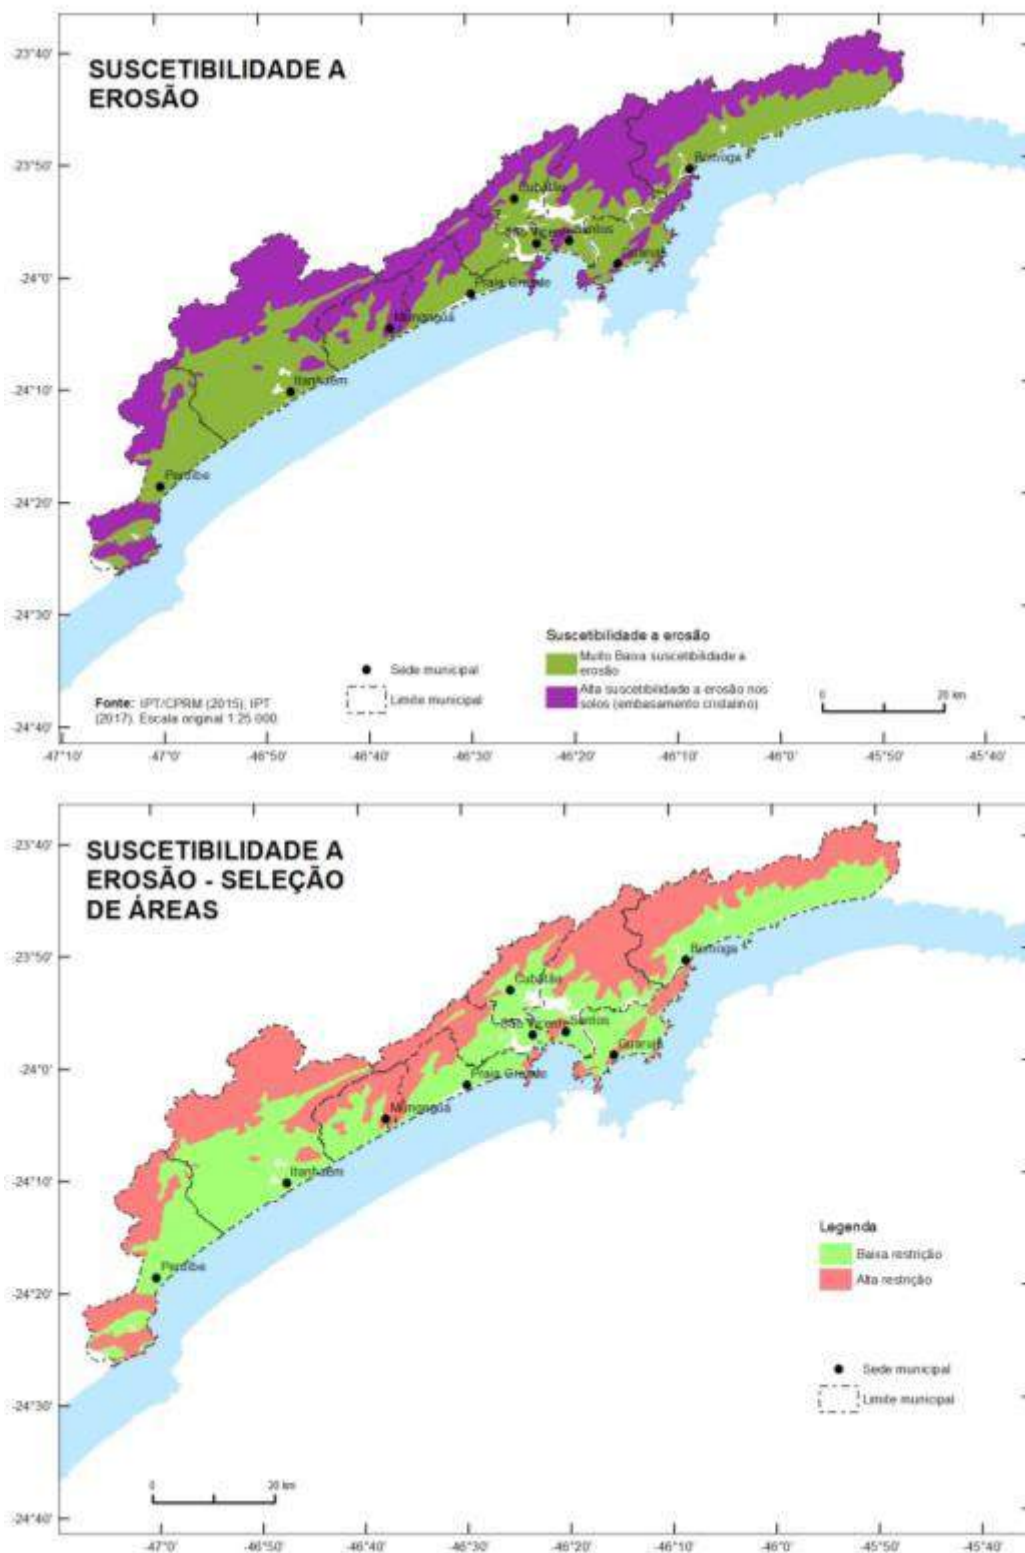 SUSCETIBILIDADE A
EROSÃO
-23°40'
-23°50'
-24°0'
-24°10'
-24°20'
-24°30'
-24°40'
Bertioga
Cubatão
São Vicente
Santos
Guarujá
Praia Grande
Mongaguá
Itanhaém
Peruíbe
Suscetibilidade a erosão
Muito Baixa suscetibilidade a
erosão
Alta suscetibilidade a erosão nos
solos (embasamento cristalino)
Sede municipal
Limite municipal
0 20 km
Fonte: IPT/CPRM (2015); IPT
(2017). Escala original 1:25 000.
-47°10' -47°0' -46°50' -46°40' -46°30' -46°20' -46°10' -46°0' -45°50' -45°40'
SUSCETIBILIDADE A
EROSÃO - SELEÇÃO
DE ÁREAS
-23°40'
-23°50'
-24°0'
-24°10'
-24°20'
-24°30'
-24°40'
Bertioga
Cubatão
São Vicente
Santos
Guarujá
Praia Grande
Mongaguá
Itanhaém
Peruíbe
Legenda
Baixa restrição
Alta restrição
Sede municipal
Limite municipal
0 20 km
-47°0' -46°50' -46°40' -46°30' -46°20' -46°10' -46°0' -45°50' -45°40'